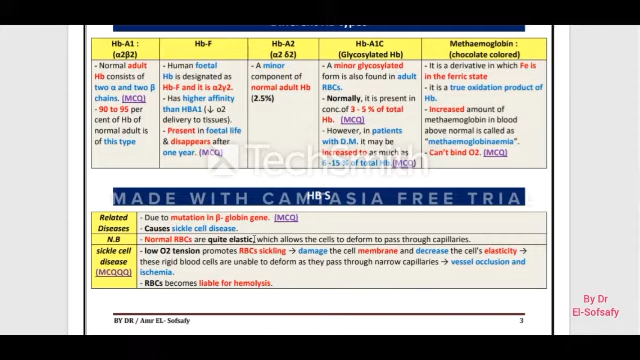 Hb-A1 :
(α2β2)
- Normal adult
Hb consists of
two α and two β
chains. (MCQ)
- 90 to 95 per
cent of Hb of
normal adult is
of this type
Hb-F
- Human foetal
Hb is designated as
Hb-F and it is α2γ2.
- Has higher affinity
than HBA1 (↓ o2
delivery to tissues).
- Present in foetal life &
disappears after
one year. (MCQ)
Hb-A2
(α2 δ2)
- A minor
component of
normal adult Hb
(2.5%)
Hb-A1C
(Glycosylated Hb)
- A minor glycosylated
form is also found in adult
RBCs.
- Normally, it is present in
conc.of 3 - 5 % of total
Hb. (MCQ)
- However, in patients
with D.M. it may be
increased to as much as
6 -15 % of total Hb.(MCQ)
Methaemoglobin
(chocolate colored)
- It is a derivative in which Fe is
in the ferric state
- It is a true oxidation product of
Hb.
- Increased amount of
methaemoglobin in blood
above normal is called as
"methaemoglobinaemia".
- Can't bind O2. (MCQ)
TechSmith
MADE WITH CAMTASIA FREE TRIAL
HB S
Related
Diseases
- Due to mutation in β- globin gene. (MCQ)
- Causes sickle cell disease.
N.B
- Normal RBCs are quite elastic, which allows the cells to deform to pass through capillaries.
sickle cell
disease
(MCQQQ)
- low O2 tension promotes RBCs sickling → damage the cell membrane and decrease the cell's elasticity →
these rigid blood cells are unable to deform as they pass through narrow capillaries → vessel occlusion and
ischemia.
- RBCs becomes liable for hemolysis.
By Dr
El-Sofsafy
BY DR / Amr EL- Sofsafy
3